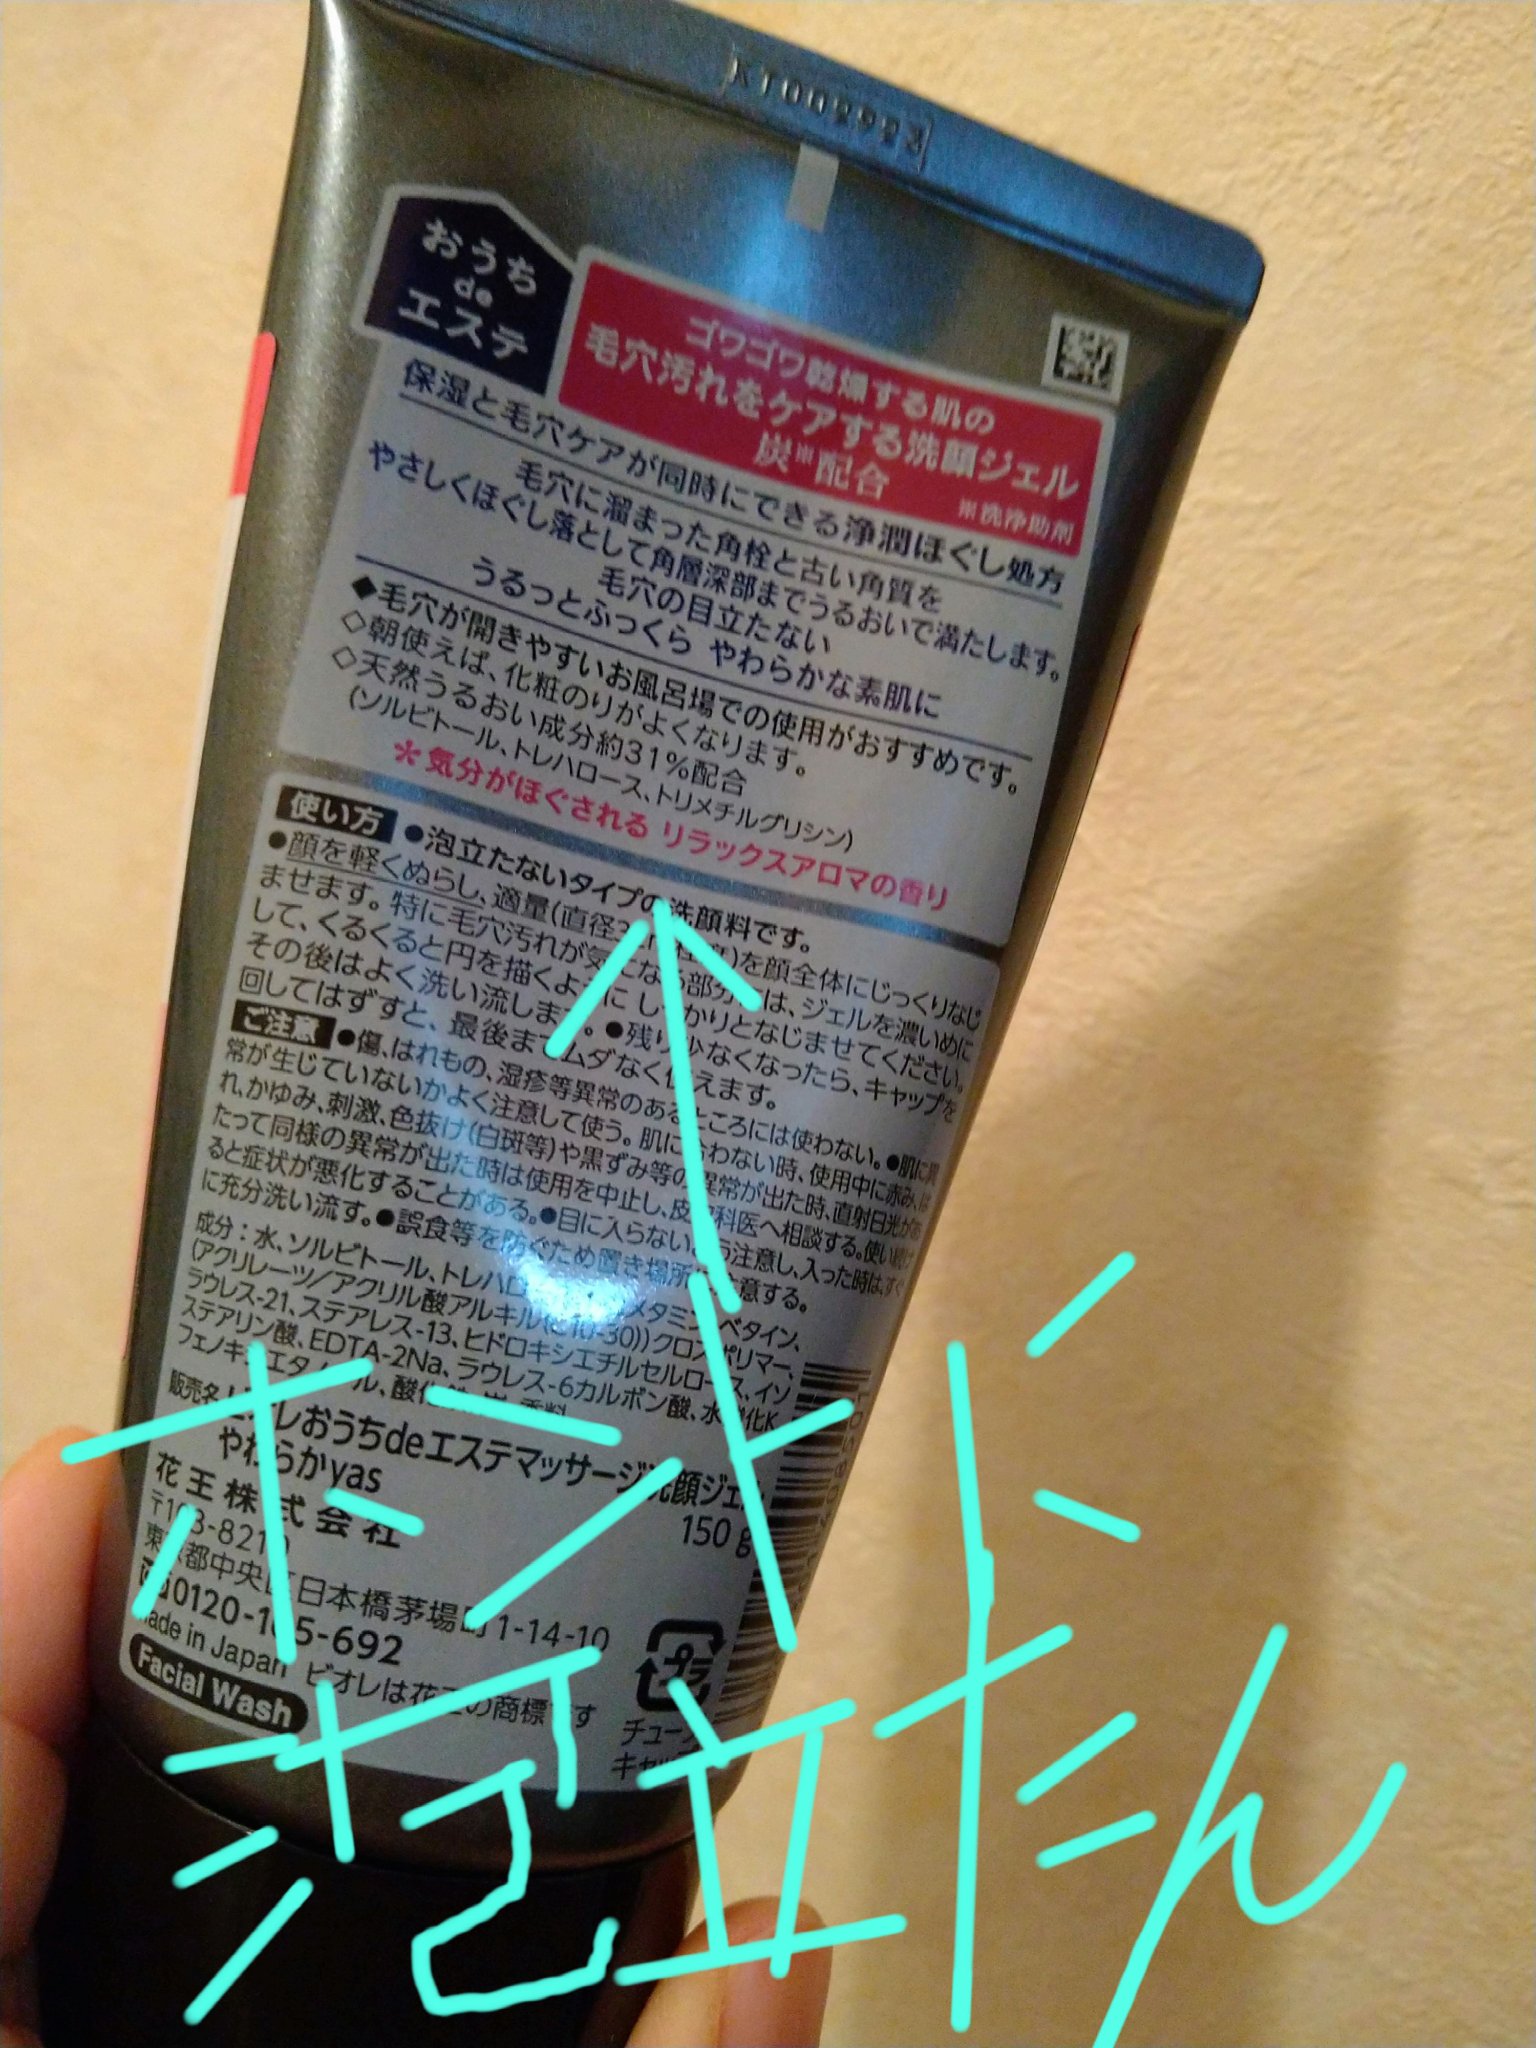 おうち
de
エステ
ゴワゴワ乾燥する肌の
毛穴汚れをケアする洗顔ジェル
炭※配合
※洗浄助剤
保湿と毛穴ケアが同時にできる浄潤ほぐし処方
毛穴に溜まった角栓と古い角質を
やさしくほぐし落として角層深部までうるおいで満たします。
毛穴の目立たない
うるっとふっくら やわらかな素肌に
◆毛穴が開きやすいお風呂場での使用がおすすめです。
◇朝使えば、化粧のりがよくなります。
◇天然うるおい成分約31%配合
(ソルビトール、トレハロース、トリメチルグリシン)
＊気分がほぐされる リラックスアロマの香り
使い方 ●泡立たないタイプの洗顔料です。
●顔を軽くぬらし、適量(直径3)を顔全体にじっくりなじ
ませます。特に毛穴汚れが気になる部分は、ジェルを濃いめに
して、くるくると円を描くように しっかりとなじませてください。
その後はよく洗い流します。●残り少なくなったら、キャップを
回してはずすと、最後までムダなく使えます。
ご注意 ●傷、はれもの、湿疹等異常のあるところには使わない。●肌に異
常が生じていないかよく注意して使う。肌に合わない時、使用中に赤み、は
れ、かゆみ、刺激、色抜け(白斑等)や黒ずみ等の異常が出た時、直射日光があ
たって同様の異常が出た時は使用を中止し、皮膚科医へ相談する。使い続け
ると症状が悪化することがある。●目に入らないよう注意し、入った時は、すぐ
に充分洗い流す。●誤食等を防ぐため置き場所に注意する。
成分：水、ソルビトール、トレハロ ベタイン、
(アクリレーツ/アクリル酸アルキル(C10-30))クロスポリマー、
ラウレス-21、ステアレス-13、ヒドロキシエチルセルロース、イソ
ステアリン酸、EDTA-2Na、ラウレス-6カルボン酸、水酸化K、
フェノキシエタノール、酸化 香料
販売名 ビオレおうちdeエステマッサージ洗顔ジェル
やわらかyas
150g
花王株式会社
〒103-8210
東京都中央区日本橋茅場町1-14-10
0120-165-692
made in Japan ビオレは花王の商標です
Facial Wash
プラ
チューブ
キャップ
ホントに
泡立たん